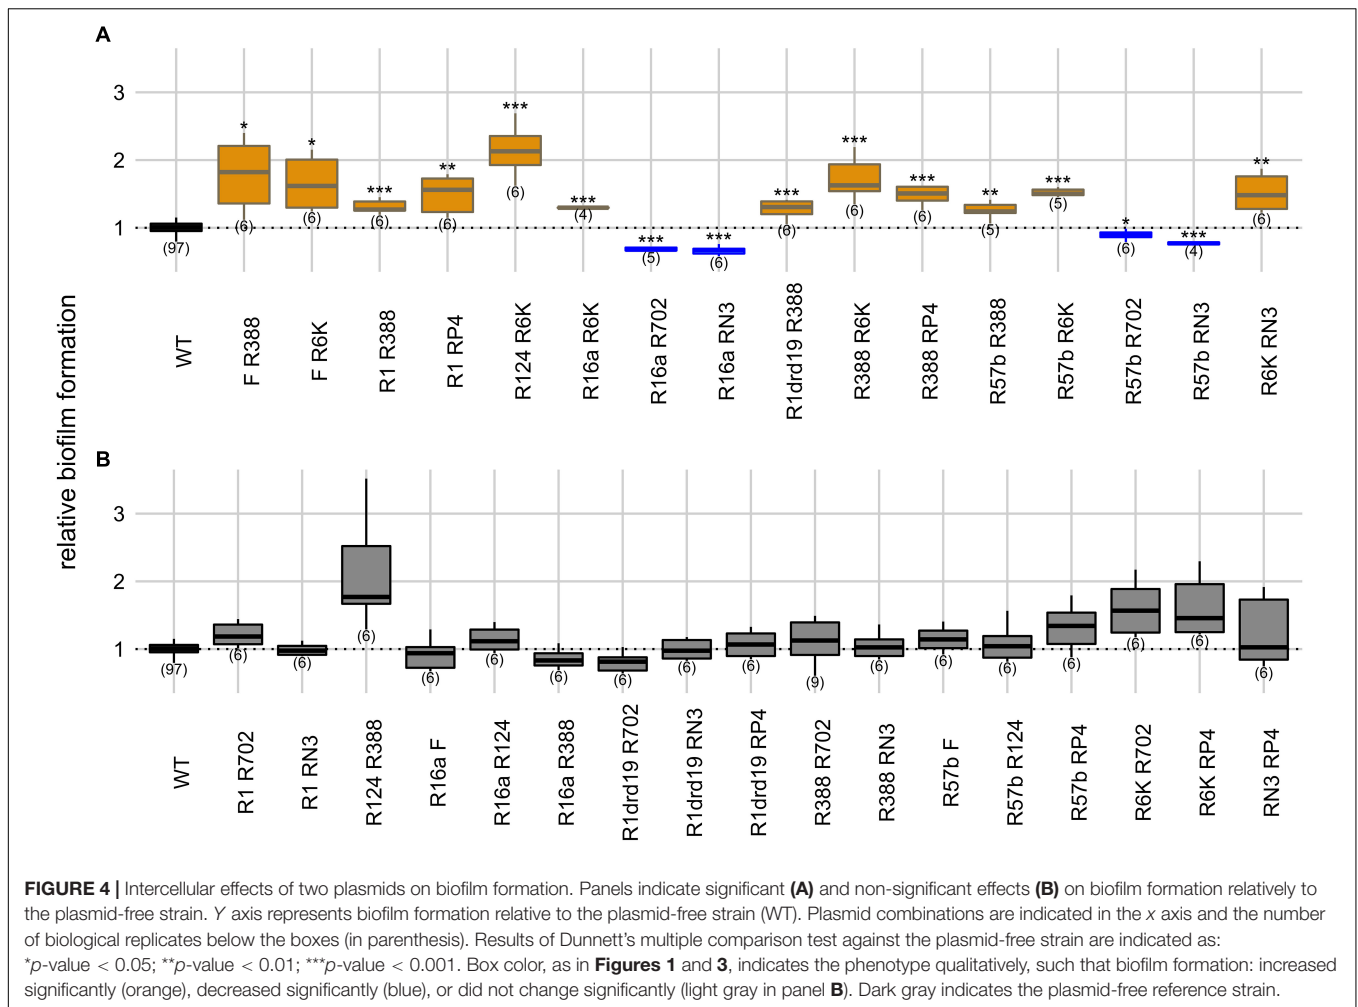 A
3
2
1
* * *** ** *** *** *** *** *** *** *** ** *** * *** **
(97) (6) (6) (6) (6) (6) (4) (5) (6) (6) (6) (6) (5) (5) (6) (4) (6)
WT F R388 F R6K R1 R388 R1 RP4 R124 R6K R16a R6K R16a R702 R16a RN3 R1drd19 R388 R388 R6K R388 RP4 R57b R388 R57b R6K R57b R702 R57b RN3 R6K RN3
relative biofilm formation
B
3
2
1
(97) (6) (6) (6) (6) (6) (6) (6) (6) (6) (9) (6) (6) (6) (6) (6) (6) (6)
WT R1 R702 R1 RN3 R124 R388 R16a F R16a R124 R16a R388 R1drd19 R702 R1drd19 RN3 R1drd19 RP4 R388 R702 R388 RN3 R57b F R57b R124 R57b RP4 R6K R702 R6K RP4 RN3 RP4
FIGURE 4 | Intercellular effects of two plasmids on biofilm formation. Panels indicate significant (A) and non-significant effects (B) on biofilm formation relatively to
the plasmid-free strain. Y axis represents biofilm formation relative to the plasmid-free strain (WT). Plasmid combinations are indicated in the x axis and the number
of biological replicates below the boxes (in parenthesis). Results of Dunnett's multiple comparison test against the plasmid-free strain are indicated as:
*p-value < 0.05; **p-value < 0.01; ***p-value < 0.001. Box color, as in Figures 1 and 3, indicates the phenotype qualitatively, such that biofilm formation: increased
significantly (orange), decreased significantly (blue), or did not change significantly (light gray in panel B). Dark gray indicates the plasmid-free reference strain.